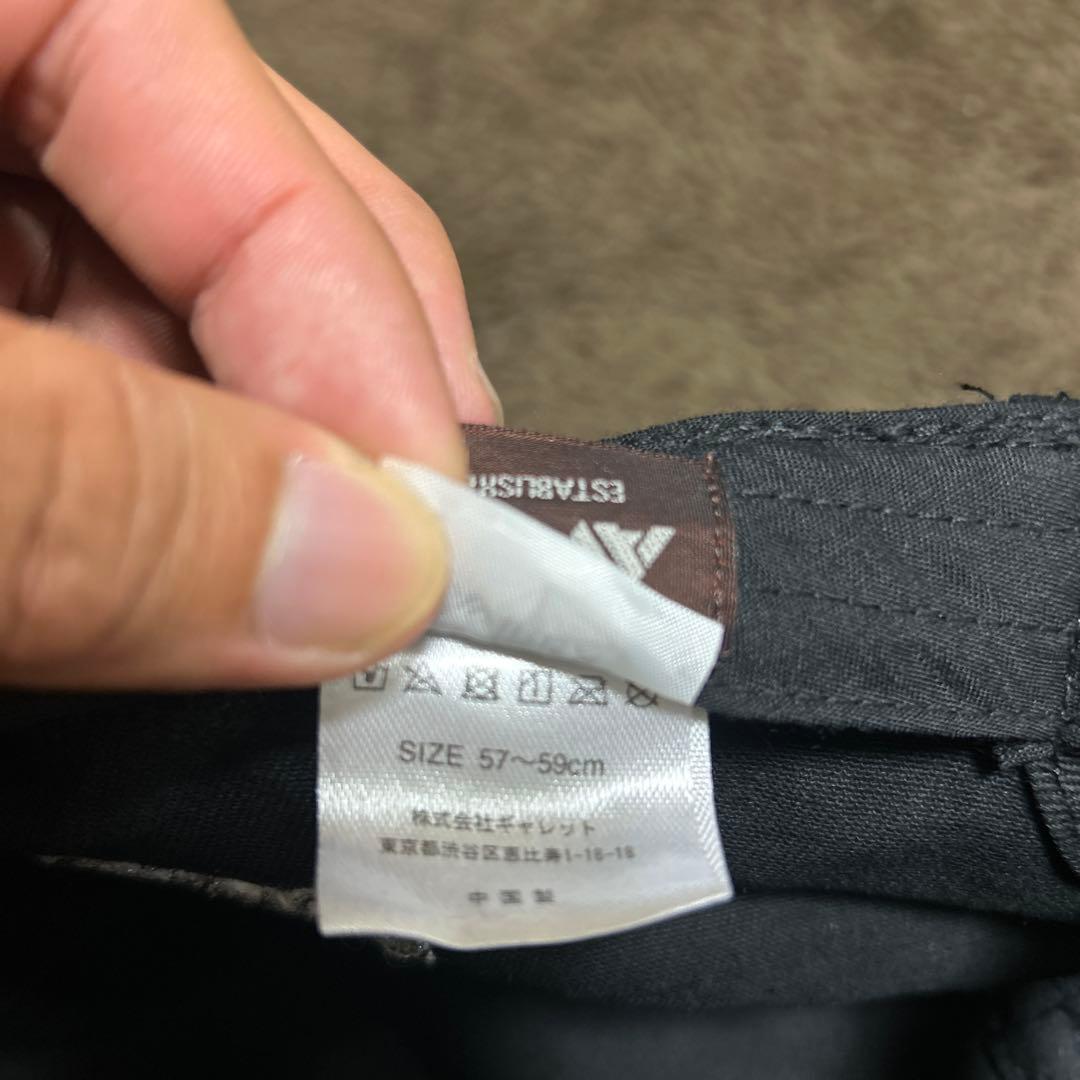 ESTABLISH
SIZE 57〜59cm
株式会社ギャレット
東京都渋谷区恵比寿1-18-18
中国製